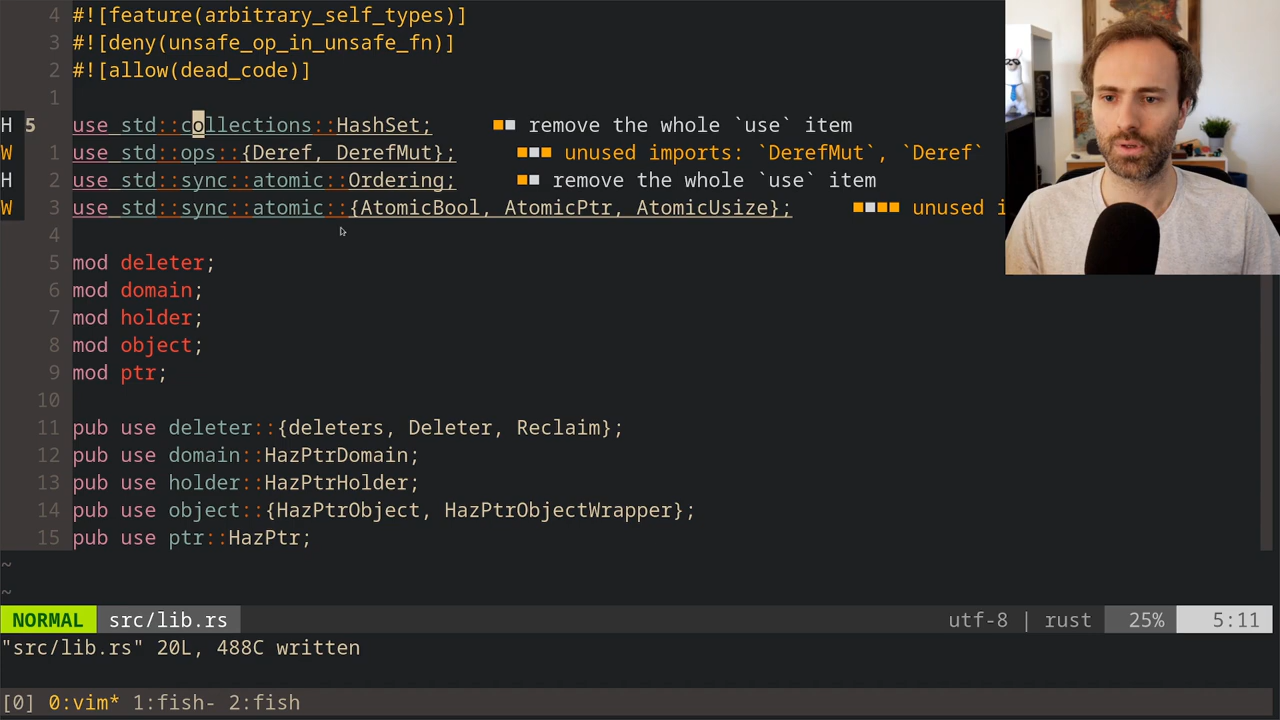 4 #![feature(arbitrary_self_types)]
3 #![deny(unsafe_op_in_unsafe_fn)]
2 #![allow(dead_code)]
1
H 5 use std::collections::HashSet; ■■ remove the whole `use` item
W 1 use std::ops::{Deref, DerefMut}; ■■■ unused imports: `DerefMut`, `Deref`
H 2 use std::sync::atomic::Ordering; ■■ remove the whole `use` item
W 3 use std::sync::atomic::{AtomicBool, AtomicPtr, AtomicUsize}; ■■■■ unused i
4
5 mod deleter;
6 mod domain;
7 mod holder;
8 mod object;
9 mod ptr;
10
11 pub use deleter::{deleters, Deleter, Reclaim};
12 pub use domain::HazPtrDomain;
13 pub use holder::HazPtrHolder;
14 pub use object::{HazPtrObject, HazPtrObjectWrapper};
15 pub use ptr::HazPtr;
~
~
NORMAL src/lib.rs utf-8 | rust 25% 5:11
"src/lib.rs" 20L, 488C written
[0] 0:vim* 1:fish- 2:fish